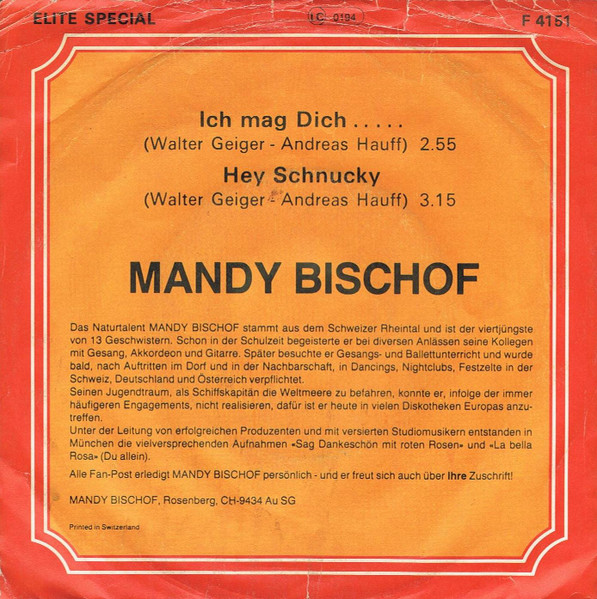 ELITE SPECIAL LC 0194 F 4151
Ich mag Dich .....
(Walter Geiger - Andreas Hauff) 2.55
Hey Schnucky
(Walter Geiger - Andreas Hauff) 3.15
MANDY BISCHOF
Das Naturtalent MANDY BISCHOF stammt aus dem Schweizer Rheintal und ist der viertjüngste
von 13 Geschwistern. Schon in der Schulzeit begeisterte er bei diversen Anlässen seine Kollegen
mit Gesang, Akkordeon und Gitarre. Später besuchte er Gesangs- und Ballettunterricht und wurde
bald, nach Auftritten im Dorf und in der Nachbarschaft, in Dancings, Nightclubs, Festzelte in der
Schweiz, Deutschland und Österreich verpflichtet.
Seinen Jugendtraum, als Schiffskapitän die Weltmeere zu befahren, konnte er, infolge der immer
häufigeren Engagements, nicht realisieren, dafür ist er heute in vielen Diskotheken Europas anzu-
treffen.
Unter der Leitung von erfolgreichen Produzenten und mit versierten Studiomusikern entstanden in
München die vielversprechenden Aufnahmen «Sag Dankeschön mit roten Rosen» und «La bella
Rosa» (Du allein).
Alle Fan-Post erledigt MANDY BISCHOF persönlich - und er freut sich auch über Ihre Zuschrift!
MANDY BISCHOF, Rosenberg, CH-9434 Au SG
Printed in Switzerland